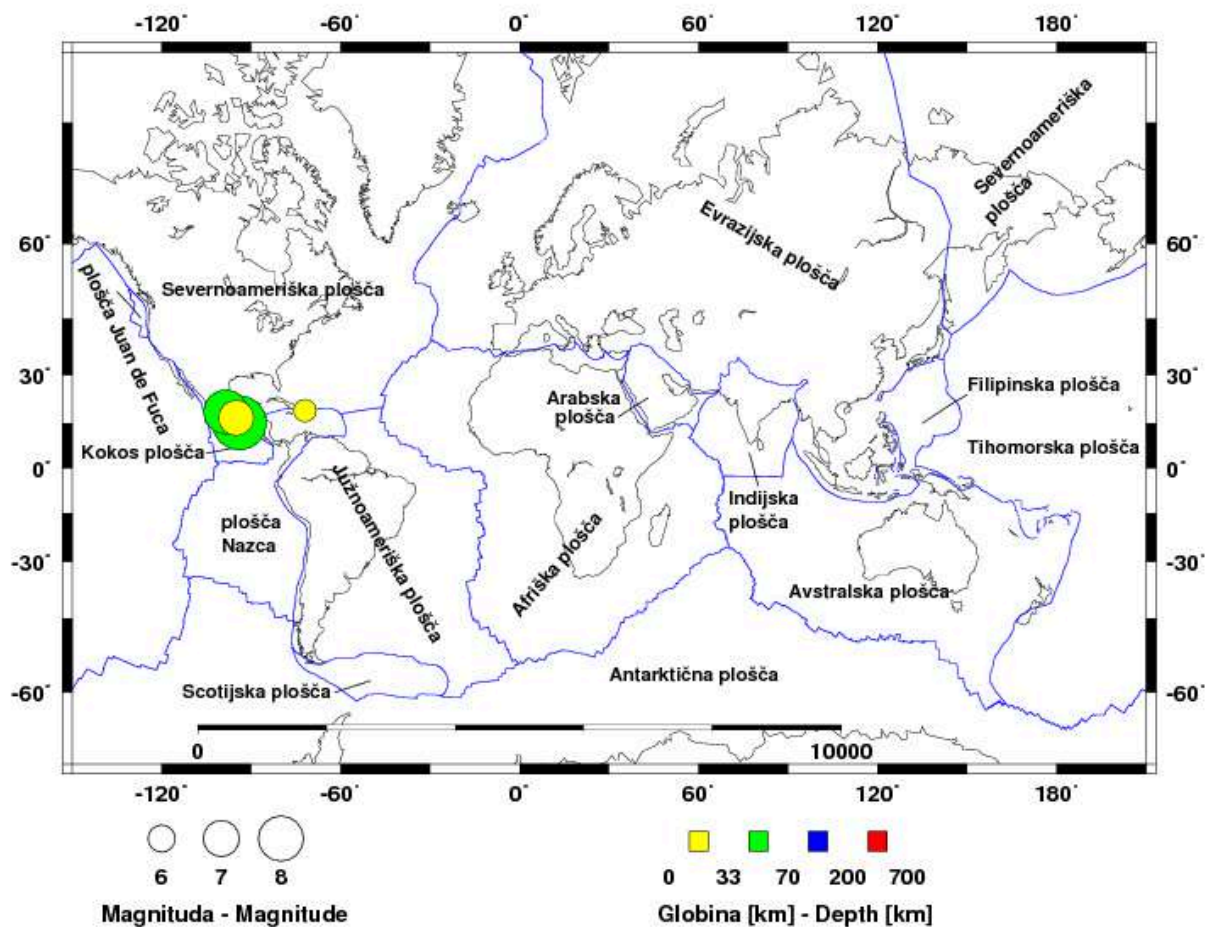 -120° -60° 0° 60° 120° 180°
Severnoameriška
plošča
Evrazijska plošča
60° 60°
Severnoameriška plošča
plošča Juan de Fuca
30° 30°
Filipinska plošča
Arabska
plošča
Tihomorska plošča
Kokos plošča
0° 0°
Južnoameriška plošča
Indijska
plošča
plošča
Nazca
Afriška plošča
-30° -30°
Avstralska plošča
Antarktična plošča
Scotijska plošča
-60° -60°
0 10000
-120° -60° 0° 60° 120° 180°
6 7 8
0 33 70 200 700
Magnituda - Magnitude
Globina [km] - Depth [km]